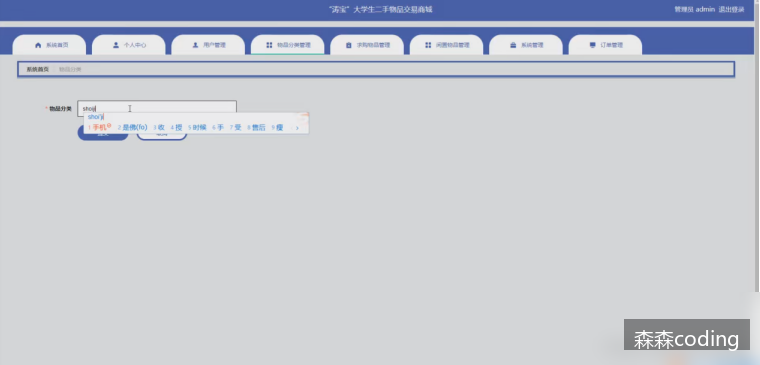 “涛宝”大学生二手物品交易商城
管理员 admin 退出登录
系统首页 个人中心 用户管理 物品分类管理 求购物品管理 闲置物品管理 系统管理 订单管理
系统首页 物品分类
* 物品分类 shoji
shoi'ji
1 手机 2 是佛(fo) 3 收 4 授 5 时候 6 手 7 受 8 售后 9 瘦
森森coding